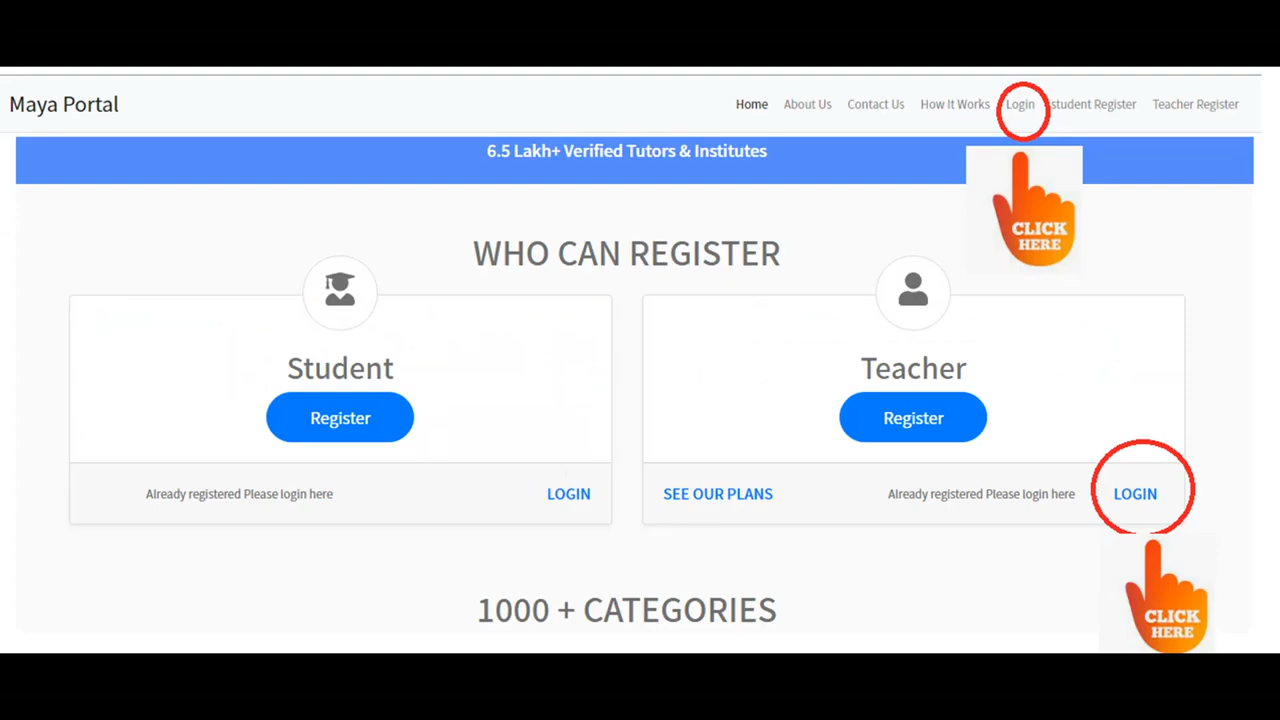 Maya Portal
Home About Us Contact Us How It Works Login Student Register Teacher Register
6.5 Lakh+ Verified Tutors & Institutes
CLICK HERE
WHO CAN REGISTER
Student
Register
Already registered Please login here LOGIN
Teacher
Register
SEE OUR PLANS Already registered Please login here LOGIN
CLICK HERE
1000 + CATEGORIES